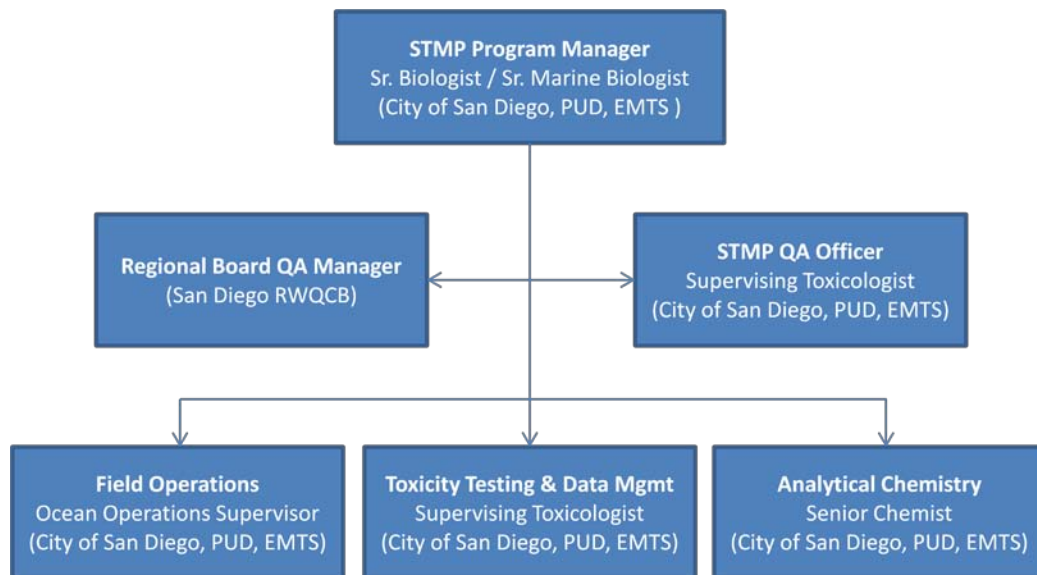 STMP Program Manager
Sr. Biologist / Sr. Marine Biologist
(City of San Diego, PUD, EMTS )
Regional Board QA Manager
(San Diego RWQCB)
STMP QA Officer
Supervising Toxicologist
(City of San Diego, PUD, EMTS)
Field Operations
Ocean Operations Supervisor
(City of San Diego, PUD, EMTS)
Toxicity Testing & Data Mgmt
Supervising Toxicologist
(City of San Diego, PUD, EMTS)
Analytical Chemistry
Senior Chemist
(City of San Diego, PUD, EMTS)